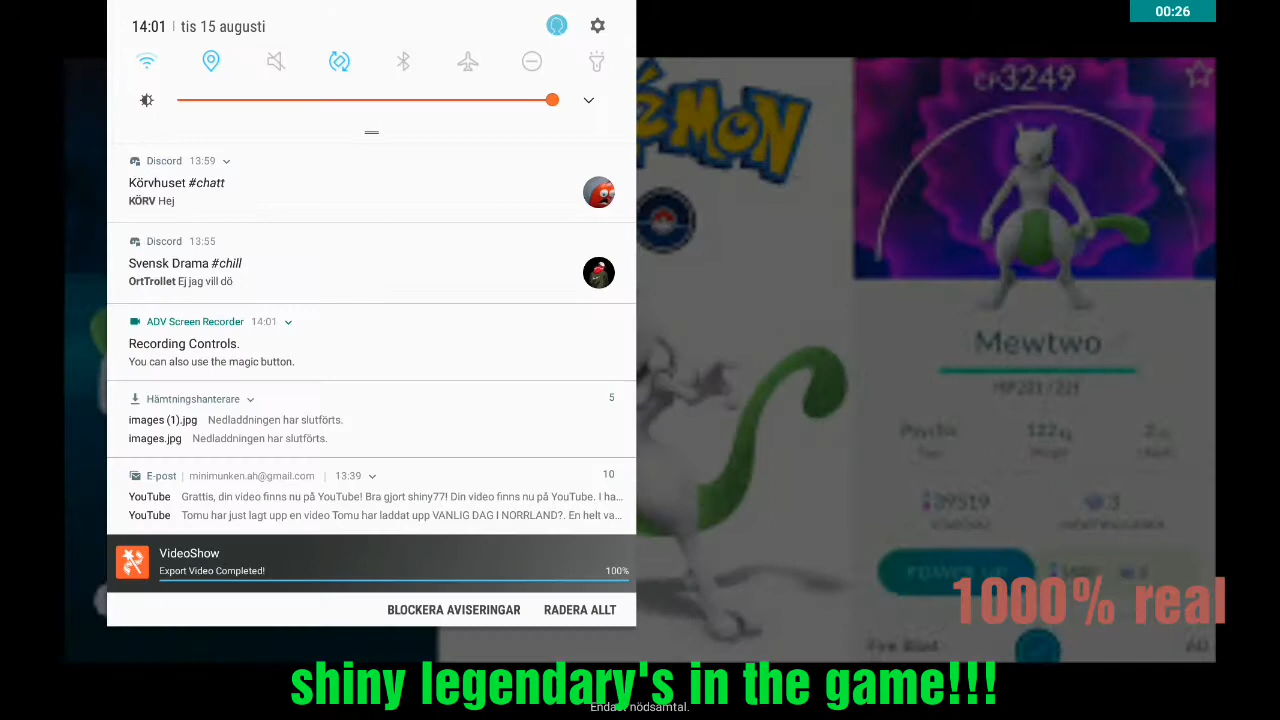 00:26
14:01 tis 15 augusti
Discord 13:59
Körvhuset #chatt
KÖRV Hej
Discord 13:55
Svensk Drama #chill
OrtTrollet Ej jag vill dö
ADV Screen Recorder 14:01
Recording Controls.
You can also use the magic button.
Hämtningshanterare 5
images (1).jpg Nedladdningen har slutförts.
images.jpg Nedladdningen har slutförts.
E-post | minimunken.ah@gmail.com | 13:39 10
YouTube Grattis, din video finns nu på YouTube! Bra gjort shiny77! Din video finns nu på YouTube. I ha...
YouTube Tomu har just lagt upp en video Tomu har laddat upp VANLIG DAG I NORRLAND?. En helt va...
VideoShow
Export Video Completed! 100%
BLOCKERA AVISERINGAR RADERA ALLT
CP3249
Mewtwo
39519 3
POWER UP
Fire Blast
1000% real
shiny legendary's in the game!!!